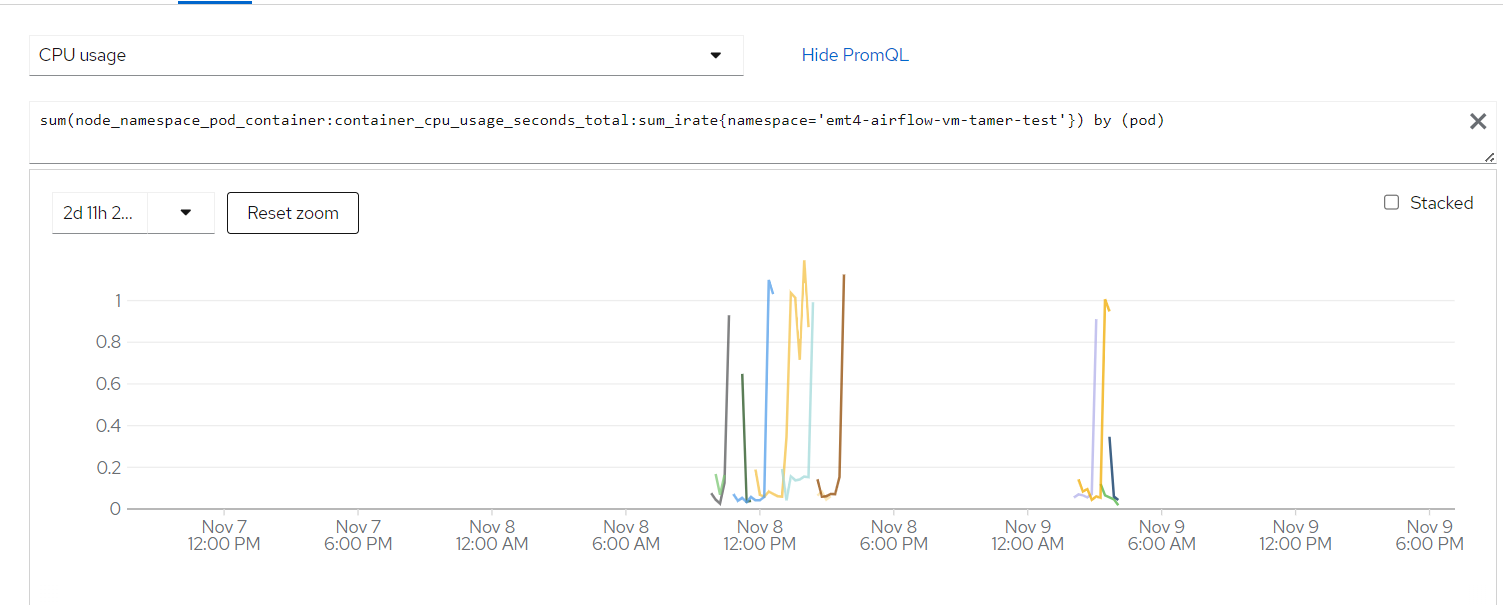 CPU usage
Hide PromQL
sum(node_namespace_pod_container:container_cpu_usage_seconds_total:sum_irate{namespace='emt4-airflow-vm-tamer-test'}) by (pod)
2d 11h 2...
Reset zoom
Stacked
1
0.8
0.6
0.4
0.2
0
Nov 7
12:00 PM
Nov 7
6:00 PM
Nov 8
12:00 AM
Nov 8
6:00 AM
Nov 8
12:00 PM
Nov 8
6:00 PM
Nov 9
12:00 AM
Nov 9
6:00 AM
Nov 9
12:00 PM
Nov 9
6:00 PM